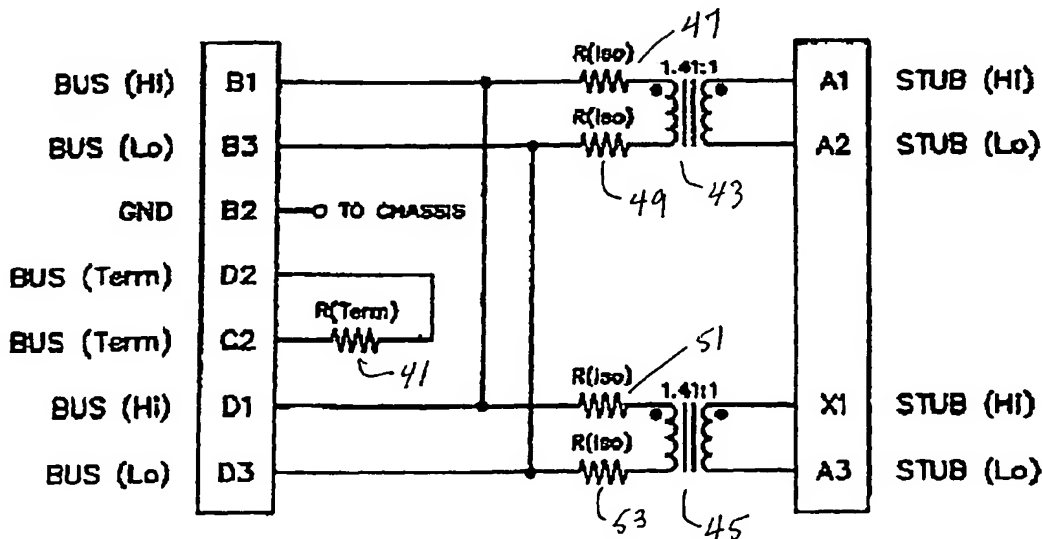 47
R(Iso)
1.41:1
BUS (Hi) B1 A1 STUB (Hi)
R(Iso)
BUS (Lo) B3 A2 STUB (Lo)
49 43
GND B2 TO CHASSIS
BUS (Term) D2
R(Term)
BUS (Term) C2
41
51
R(Iso)
1.41:1
BUS (Hi) D1 X1 STUB (Hi)
R(Iso)
BUS (Lo) D3 A3 STUB (Lo)
53 45